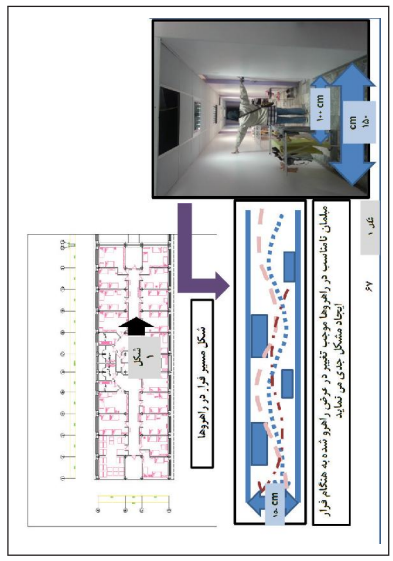 ۱۰۰ cm
۱۵۰
cm
شکل ۱
۶۷
مبلمان نامناسب در راهروها موجب تغییر در عرض راهرو شده به هنگام فرار
ایجاد مشکل جدی می نماید
شکل مسیر فرار در راهروها
شکل
۱
cm